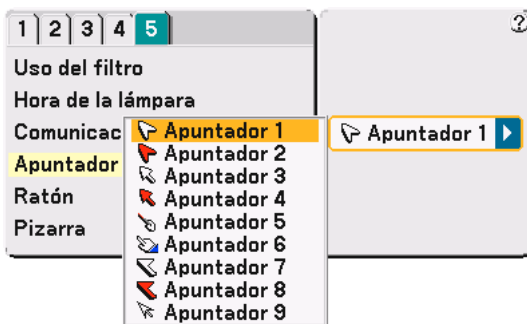 1 2 3 4 5
?
Uso del filtro
Hora de la lámpara
Comunicac
Apuntador
Ratón
Pizarra
Apuntador 1
Apuntador 2
Apuntador 3
Apuntador 4
Apuntador 5
Apuntador 6
Apuntador 7
Apuntador 8
Apuntador 9
Apuntador 1